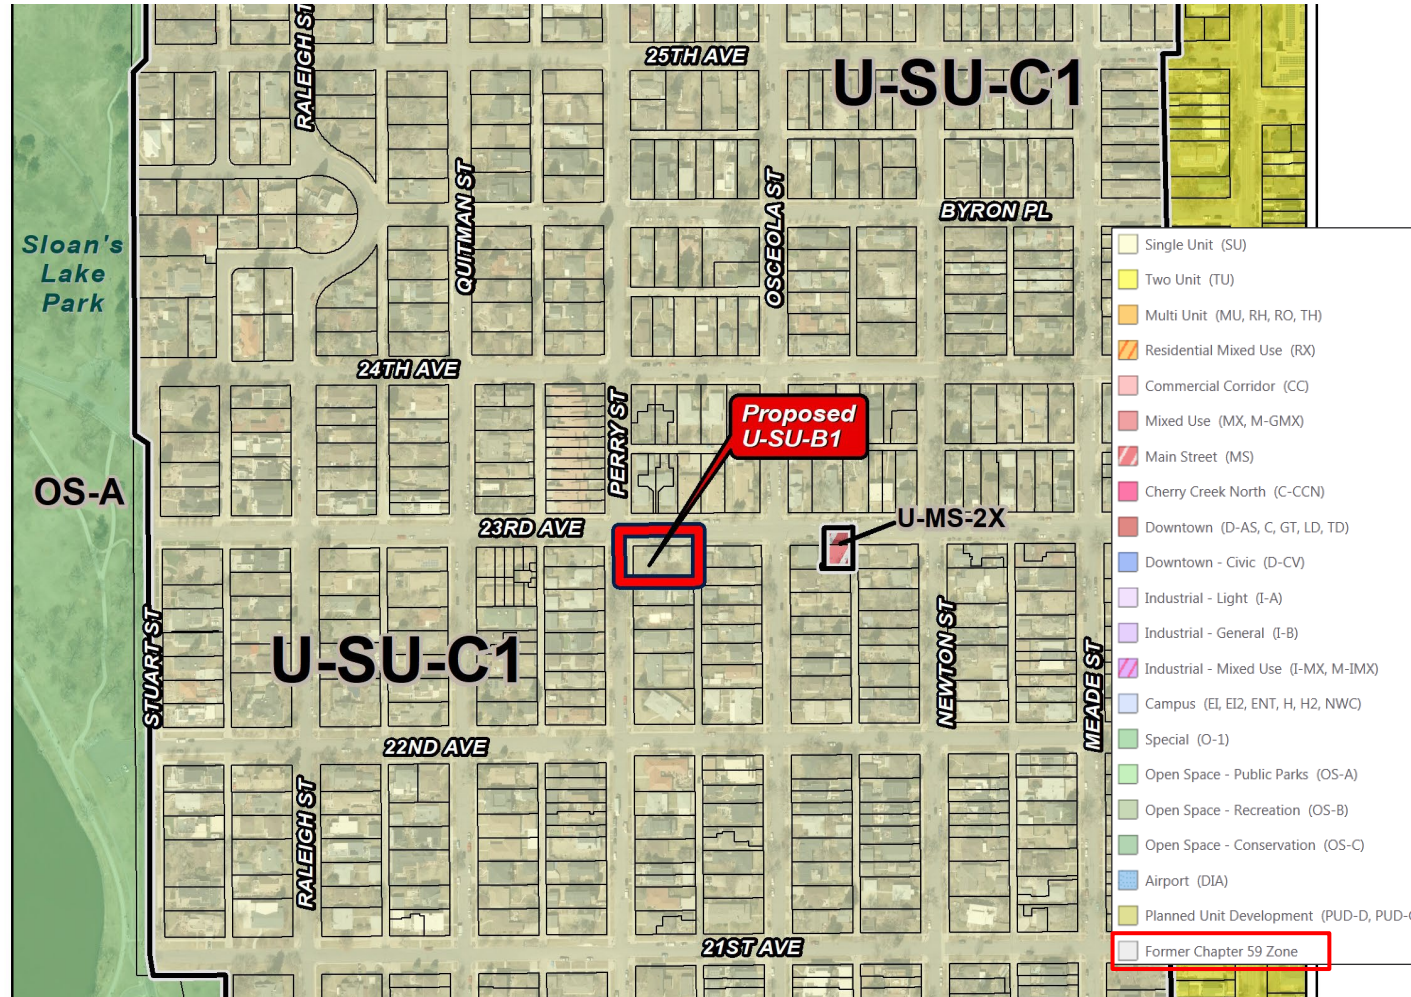 RALEIGH ST
25TH AVE
U-SU-C1
QUITMAN ST
OSCEOLA ST
BYRON PL
Sloan's
Lake
Park
24TH AVE
PERRY ST
Proposed
U-SU-B1
OS-A
23RD AVE
U-MS-2X
STUART ST
U-SU-C1
NEWTON ST
MEADE ST
22ND AVE
RALEIGH ST
21ST AVE
Single Unit (SU)
Two Unit (TU)
Multi Unit (MU, RH, RO, TH)
Residential Mixed Use (RX)
Commercial Corridor (CC)
Mixed Use (MX, M-GMX)
Main Street (MS)
Cherry Creek North (C-CCN)
Downtown (D-AS, C, GT, LD, TD)
Downtown - Civic (D-CV)
Industrial - Light (I-A)
Industrial - General (I-B)
Industrial - Mixed Use (I-MX, M-IMX)
Campus (EI, EI2, ENT, H, H2, NWC)
Special (O-1)
Open Space - Public Parks (OS-A)
Open Space - Recreation (OS-B)
Open Space - Conservation (OS-C)
Airport (DIA)
Planned Unit Development (PUD-D, PUD-
Former Chapter 59 Zone